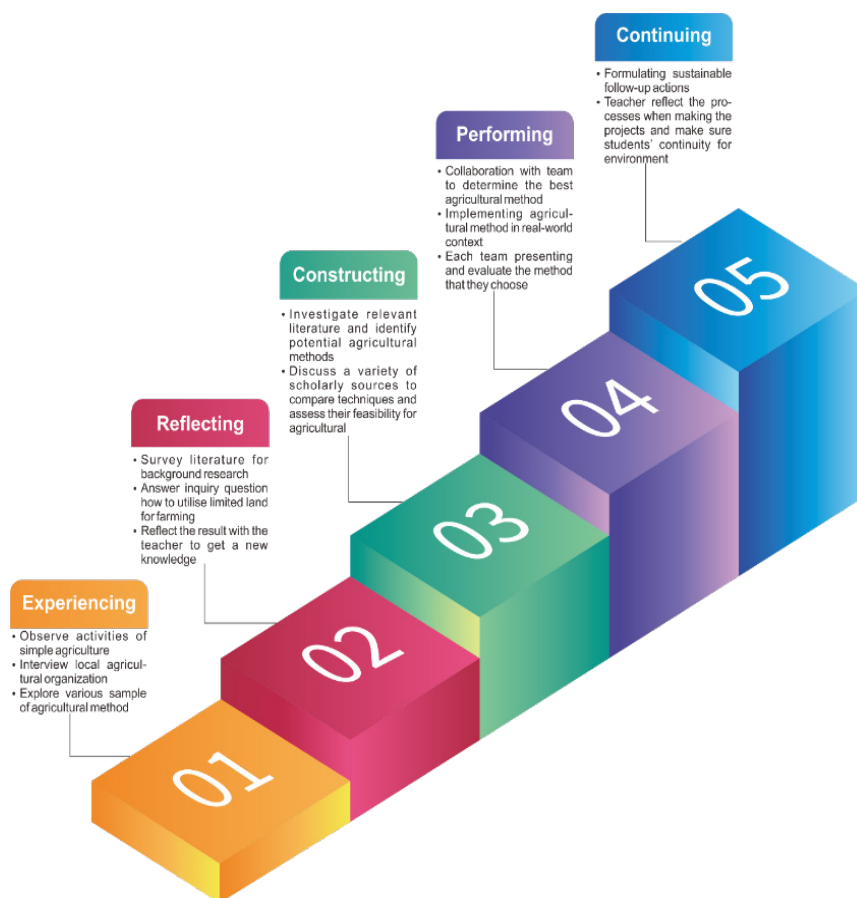 Experiencing
• Observe activities of
simple agriculture
• Interview local agricul-
tural organization
• Explore various sample
of agricultural method
01
Reflecting
• Survey literature for
background research
• Answer inquiry question
how to utilise limited land
for farming
• Reflect the result with the
teacher to get a new
knowledge
02
Constructing
• Investigate relevant
literature and identify
potential agricultural
methods
• Discuss a variety of
scholarly sources to
compare techniques and
assess their feasibility for
agricultural
03
Performing
• Collaboration with team
to determine the best
agricultural method
• Implementing agricul-
tural method in real-world
context
• Each team presenting
and evaluate the method
that they choose
04
Continuing
• Formulating sustainable
follow-up actions
• Teacher reflect the pro-
cesses when making the
projects and make sure
students' continuity for
environment
05